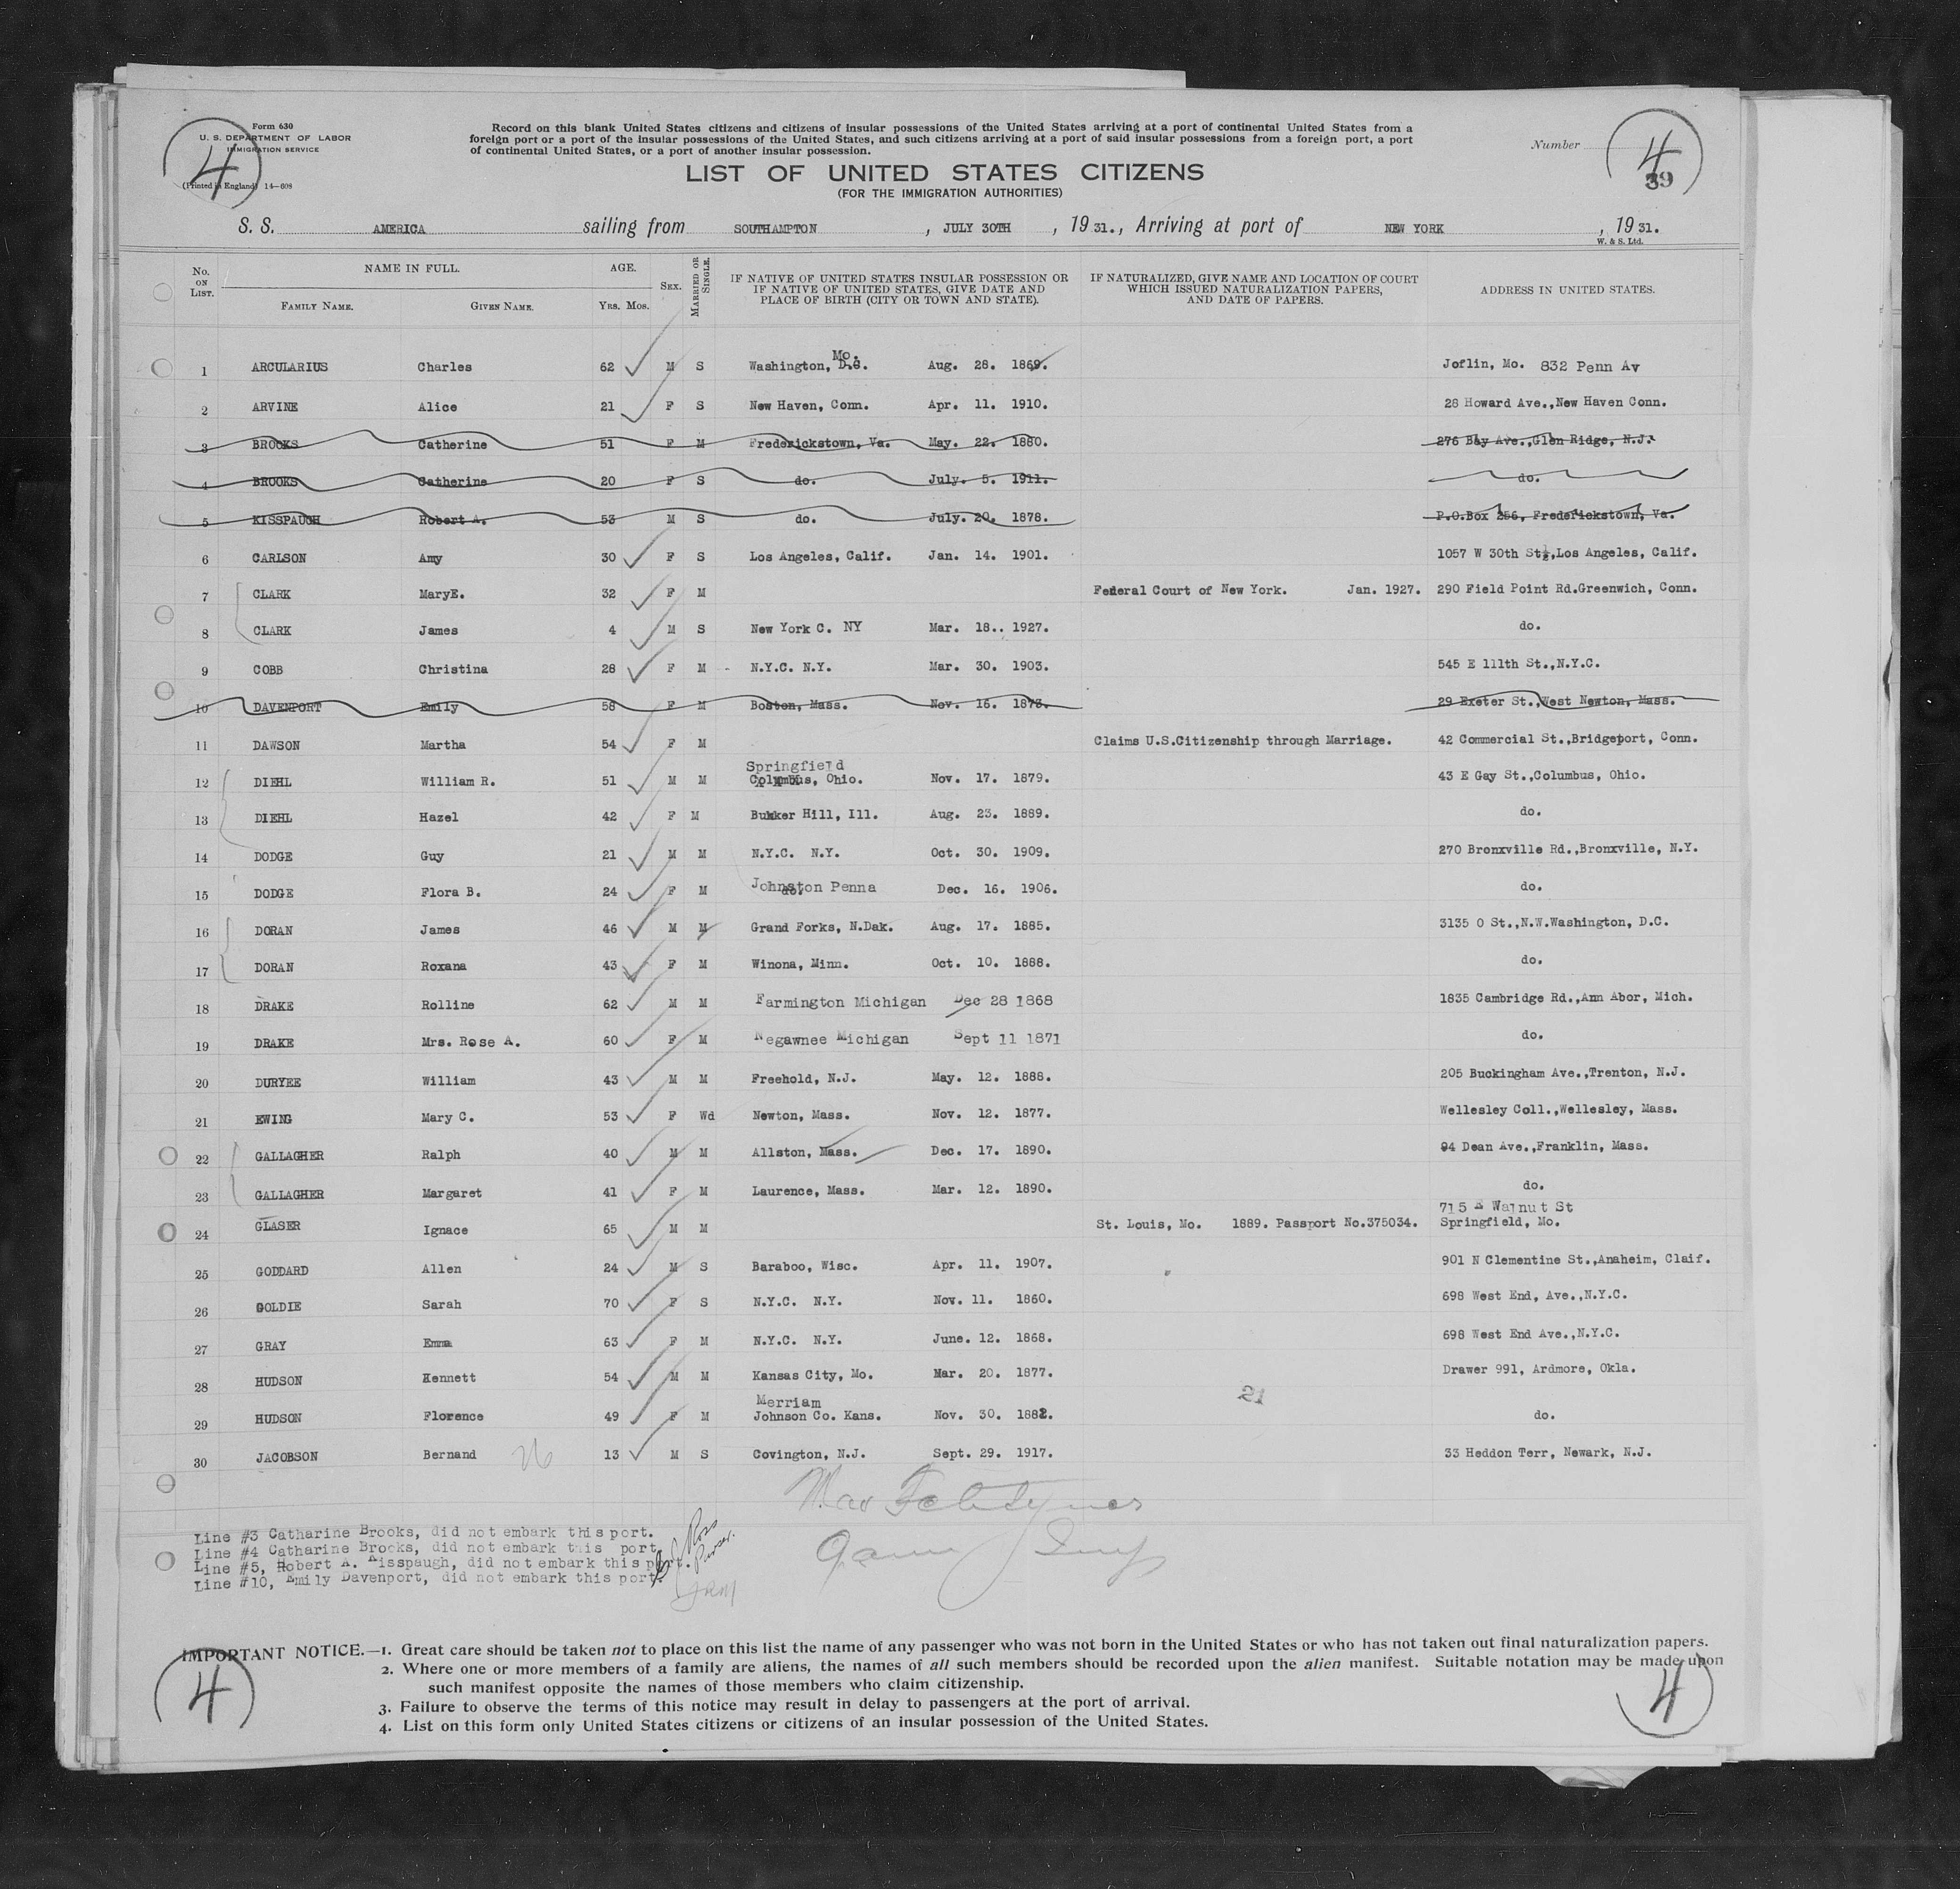 Form 630
U. S. DEPARTMENT OF LABOR
IMMIGRATION SERVICE
(Printed in England) 14—608
4
Record on this blank United States citizens and citizens of insular possessions of the United States arriving at a port of continental United States from a
foreign port or a port of the insular possessions of the United States, and such citizens arriving at a port of said insular possessions from a foreign port, a port
of continental United States, or a port of another insular possession.
Number
4
39
LIST OF UNITED STATES CITIZENS
(FOR THE IMMIGRATION AUTHORITIES)
S. S. AMERICA sailing from SOUTHAMPTON , JULY 30TH , 19 31., Arriving at port of NEW YORK , 19 31.
W. & S. Ltd.
No. ON LIST. NAME IN FULL. FAMILY NAME. GIVEN NAME. AGE. YRS. MOS. SEX. MARRIED OR SINGLE. IF NATIVE OF UNITED STATES INSULAR POSSESSION OR IF NATIVE OF UNITED STATES, GIVE DATE AND PLACE OF BIRTH (CITY OR TOWN AND STATE). IF NATURALIZED, GIVE NAME AND LOCATION OF COURT WHICH ISSUED NATURALIZATION PAPERS, AND DATE OF PAPERS. ADDRESS IN UNITED STATES.
1 ARCULARIUS Charles 62 M S Washington, D.C. Mo. Aug. 28. 1869. Joflin, Mo. 832 Penn Av
2 ARVINE Alice 21 F S New Haven, Conn. Apr. 11. 1910. 28 Howard Ave.,New Haven Conn.
3 BROOKS Catherine 51 F M Frederickstown, Va. May. 22. 1880. 276 Bay Ave.,Glen Ridge, N.J.
4 BROOKS Catherine 20 F S do. July. 5. 1911. do.
5 KISSPAUGH Robert A. 53 M S do. July. 20. 1878. P.O.Box 256, Frederickstown, Va.
6 CARLSON Amy 30 F S Los Angeles, Calif. Jan. 14. 1901. 1057 W 30th St.,Los Angeles, Calif.
7 CLARK MaryE. 32 F M Federal Court of New York. Jan. 1927. 290 Field Point Rd.Greenwich, Conn.
8 CLARK James 4 M S New York C. NY Mar. 18.. 1927. do.
9 COBB Christina 28 F M - N.Y.C. N.Y. Mar. 30. 1903. 545 E 111th St.,N.Y.C.
10 DAVENPORT Emily 58 F M Boston, Mass. Nov. 16. 1873. 29 Exeter St.,West Newton, Mass.
11 DAWSON Martha 54 F M Claims U.S.Citizenship through Marriage. 42 Commercial St.,Bridgeport, Conn.
12 DIEHL William R. 51 M M Springfield Columbus, Ohio. Nov. 17. 1879. 43 E Gay St.,Columbus, Ohio.
13 DIEHL Hazel 42 F M Bunker Hill, Ill. Aug. 23. 1889. do.
14 DODGE Guy 21 M M N.Y.C. N.Y. Oct. 30. 1909. 270 Bronxville Rd.,Bronxville, N.Y.
15 DODGE Flora B. 24 F M Johnston Penna do. Dec. 16. 1906. do.
16 DORAN James 46 M M Grand Forks, N.Dak. Aug. 17. 1885. 3135 O St.,N.W.Washington, D.C.
17 DORAN Roxana 43 F M Winona, Minn. Oct. 10. 1888. do.
18 DRAKE Rolline 62 M M Farmington Michigan Dec 28 1868 1835 Cambridge Rd.,Ann Abor, Mich.
19 DRAKE Mrs. Rose A. 60 F M Negawnee Michigan Sept 11 1871 do.
20 DURYEE William 43 M M Freehold, N.J. May. 12. 1888. 205 Buckingham Ave.,Trenton, N.J.
21 EWING Mary C. 53 F Wd Newton, Mass. Nov. 12. 1877. Wellesley Coll.,Wellesley, Mass.
22 GALLAGHER Ralph 40 M M Allston, Mass. Dec. 17. 1890. 94 Dean Ave.,Franklin, Mass.
23 GALLAGHER Margaret 41 F M Laurence, Mass. Mar. 12. 1890. do.
24 GLASER Ignace 65 M M St. Louis, Mo. 1889. Passport No.375034. 715 E Walnut St Springfield, Mo.
25 GODDARD Allen 24 M S Baraboo, Wisc. Apr. 11. 1907. 901 N Clementine St.,Anaheim, Claif.
26 GOLDIE Sarah 70 F S N.Y.C. N.Y. Nov. 11. 1860. 698 West End, Ave.,N.Y.C.
27 GRAY Emma 63 F M N.Y.C. N.Y. June. 12. 1868. 698 West End Ave.,N.Y.C.
28 HUDSON Kennett 54 M M Kansas City, Mo. Mar. 20. 1877. Drawer 991, Ardmore, Okla.
29 HUDSON Florence 49 F M Merriam Johnson Co. Kans. Nov. 30. 1882. 21 do.
30 JACOBSON Bernand 26 13 M S Covington, N.J. Sept. 29. 1917. 33 Heddon Terr, Newark, N.J.
Line #3 Catharine Brooks, did not embark this port.
Line #4 Catharine Brooks, did not embark this port
Line #5, Robert A. Kisspaugh, did not embark this port.
Line #10, Emily Davenport, did not embark this port.
Ross
Purser.
IMPORTANT NOTICE.—1. Great care should be taken not to place on this list the name of any passenger who was not born in the United States or who has not taken out final naturalization papers.
2. Where one or more members of a family are aliens, the names of all such members should be recorded upon the alien manifest. Suitable notation may be made upon
such manifest opposite the names of those members who claim citizenship.
3. Failure to observe the terms of this notice may result in delay to passengers at the port of arrival.
4. List on this form only United States citizens or citizens of an insular possession of the United States.
4
4